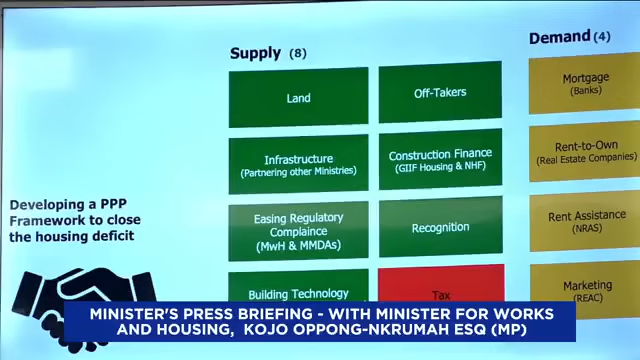 Supply (8)
Demand (4)
Land
Off-Takers
Mortgage
(Banks)
Infrastructure
(Partnering other Ministries)
Construction Finance
(GIIF Housing & NHF)
Rent-to-Own
(Real Estate Companies)
Developing a PPP
Framework to close
the housing deficit
Easing Regulatory
Complaince
(MwH & MMDAs)
Recognition
Rent Assistance
(NRAS)
Building Technology
Tax
Marketing
(REAC)
MINISTER'S PRESS BRIEFING - WITH MINISTER FOR WORKS
AND HOUSING, KOJO OPPONG-NKRUMAH ESQ (MP)